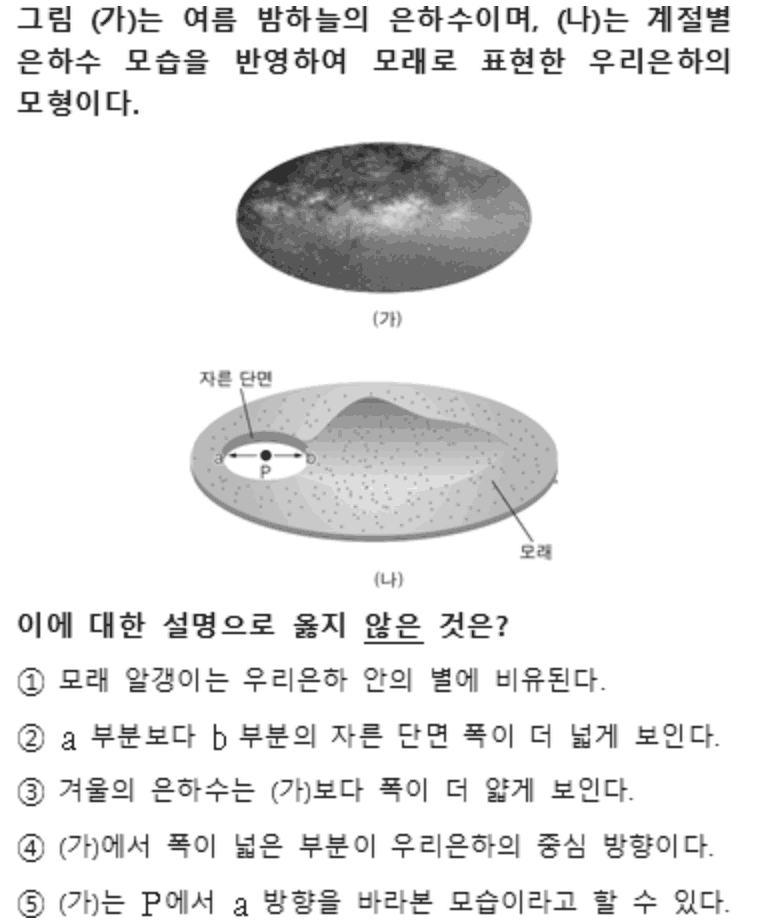 그림 (가)는 여름 밤하늘의 은하수이며, (나)는 계절별
은하수 모습을 반영하여 모래로 표현한 우리은하의
모형이다.
(가)
자른 단면
a
P
b
모래
(나)
이에 대한 설명으로 옳지 않은 것은?
① 모래 알갱이는 우리은하 안의 별에 비유된다.
② a 부분보다 b 부분의 자른 단면 폭이 더 넓게 보인다.
③ 겨울의 은하수는 (가)보다 폭이 더 얇게 보인다.
④ (가)에서 폭이 넓은 부분이 우리은하의 중심 방향이다.
⑤ (가)는 P에서 a 방향을 바라본 모습이라고 할 수 있다.